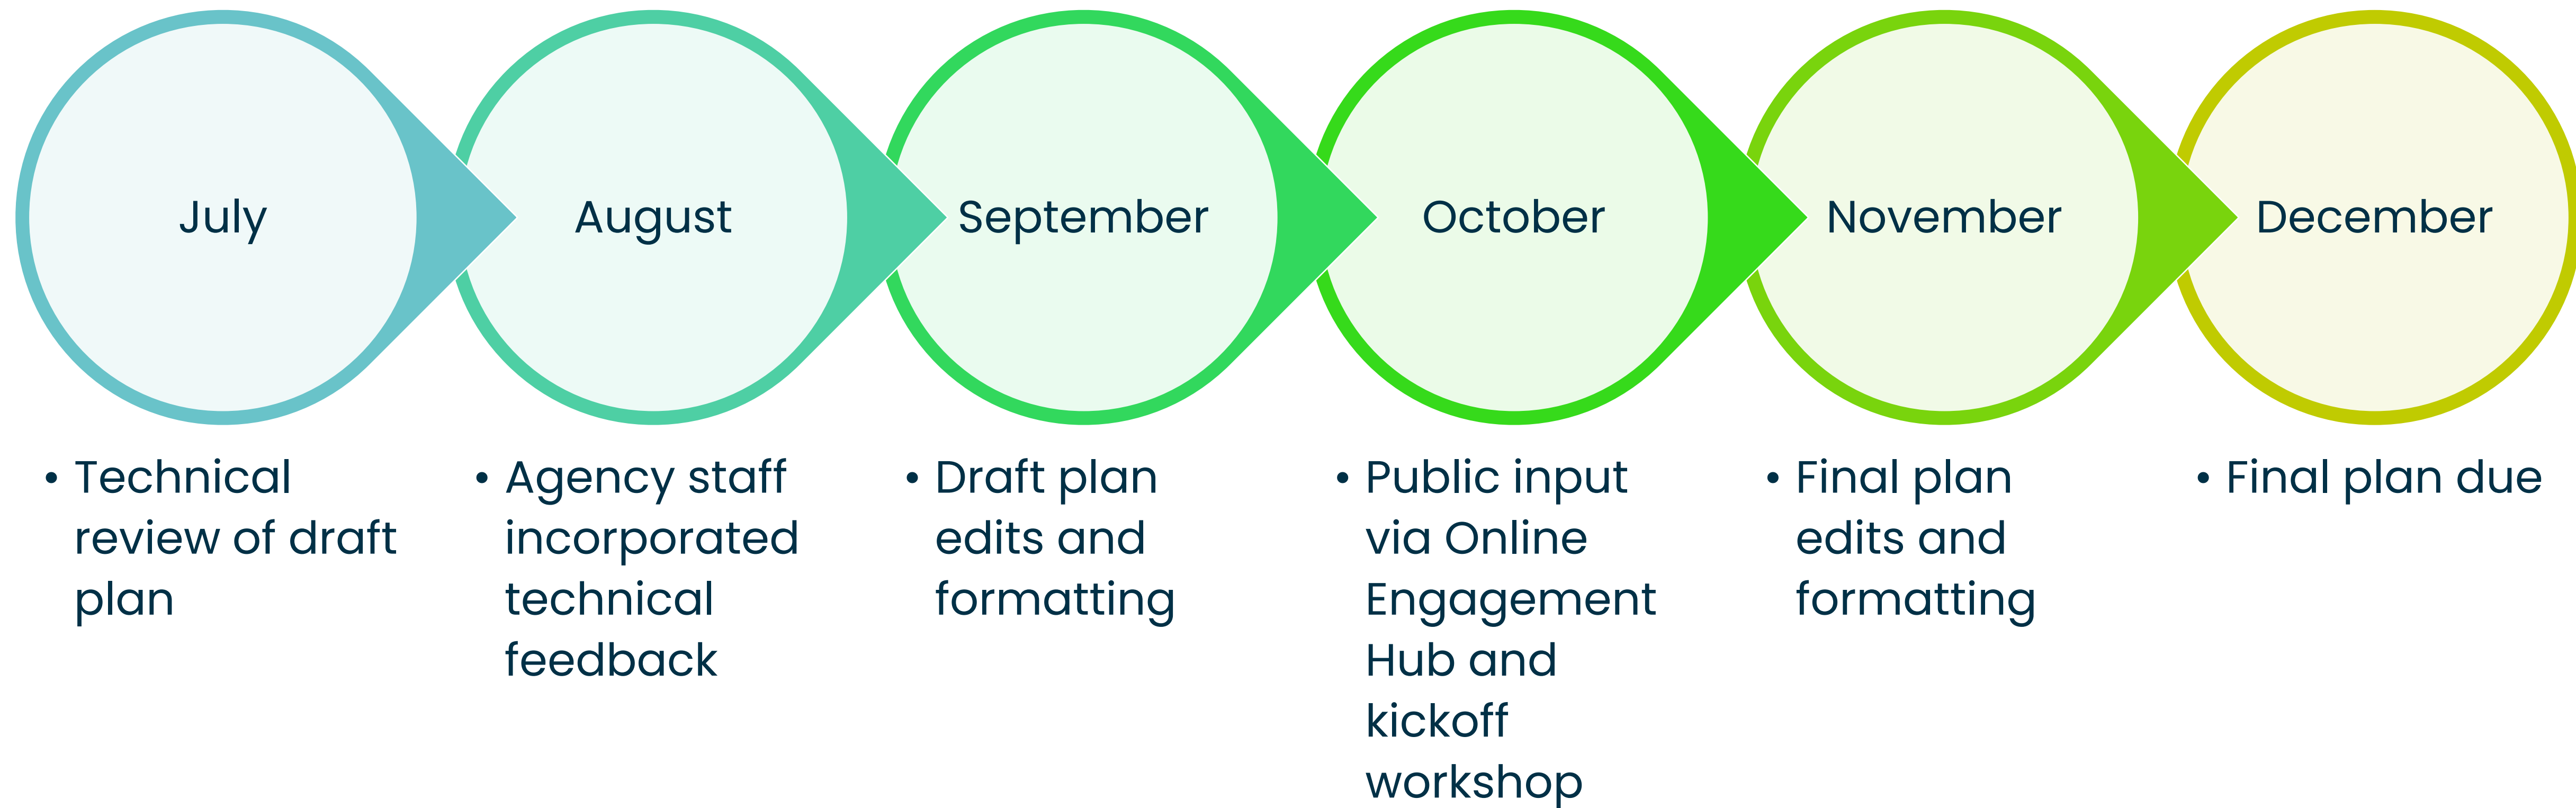 July
August
September
October
November
December
• Technical
review of draft
plan
• Agency staff
incorporated
technical
feedback
• Draft plan
edits and
formatting
• Public input
via Online
Engagement
Hub and
kickoff
workshop
• Final plan
edits and
formatting
• Final plan due